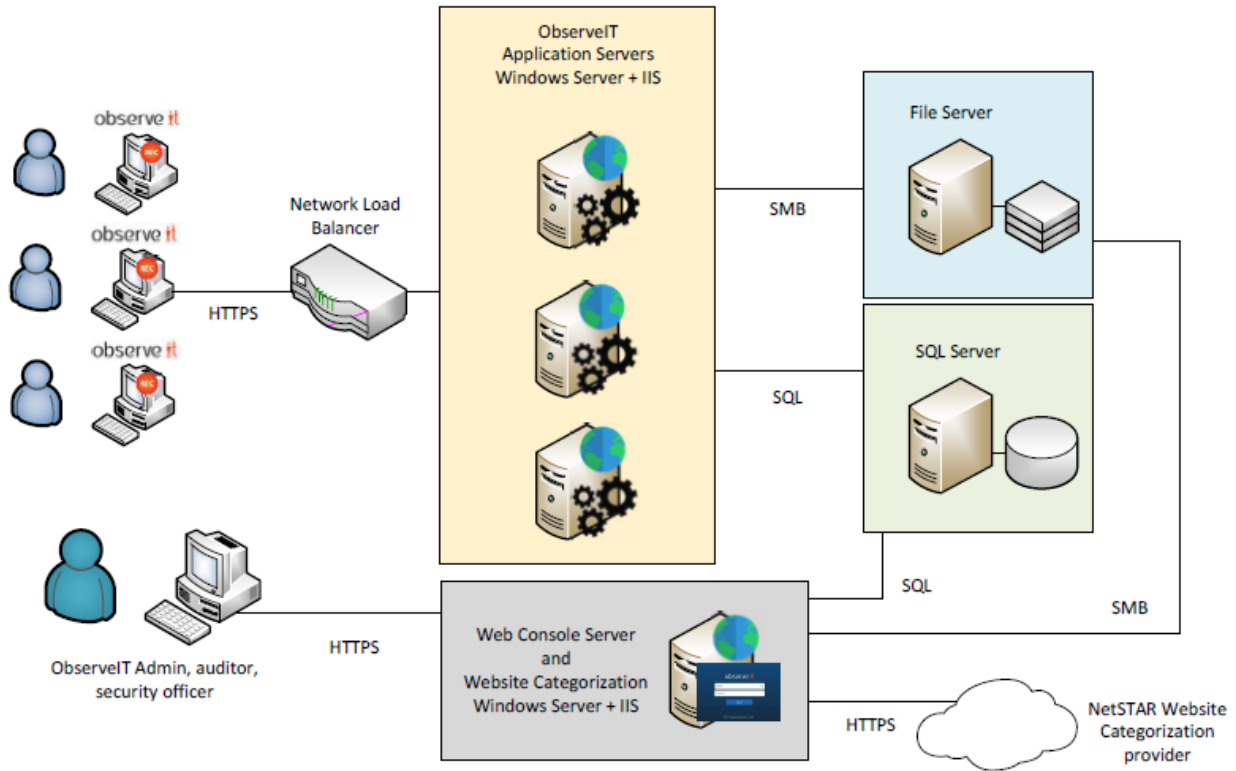 ObserveIT
Application Servers
Windows Server + IIS
File Server
observe it
REC
observe it
REC
observe it
REC
Network Load
Balancer
HTTPS
SMB
SQL Server
SQL
SQL
SMB
ObserveIT Admin, auditor,
security officer
HTTPS
Web Console Server
and
Website Categorization
Windows Server + IIS
observe it
HTTPS
NetSTAR Website
Categorization
provider